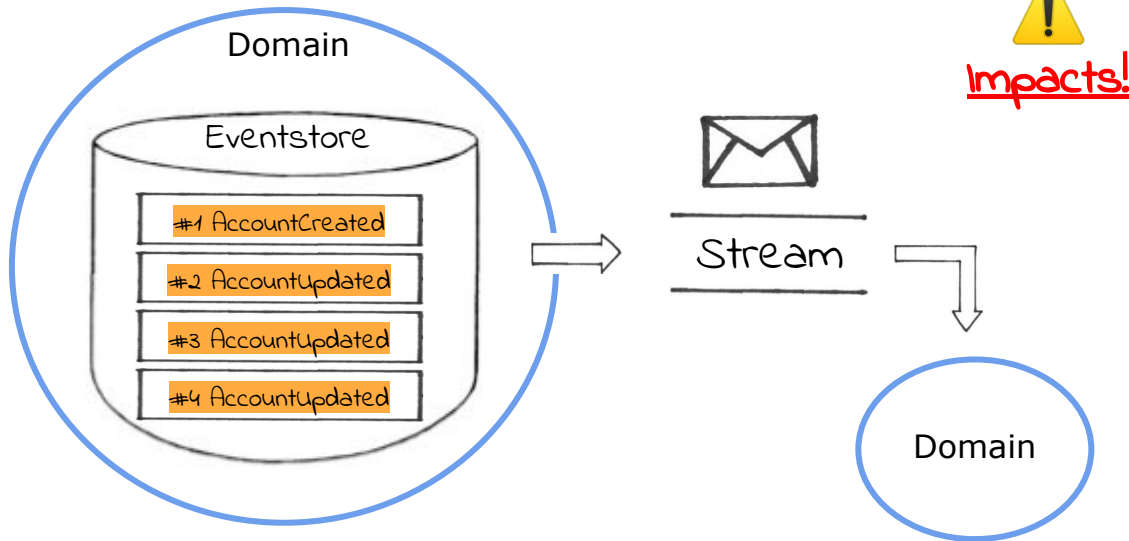 Domain
Impacts!
Eventstore
#1 AccountCreated
#2 AccountUpdated
#3 AccountUpdated
#4 AccountUpdated
Stream
Domain